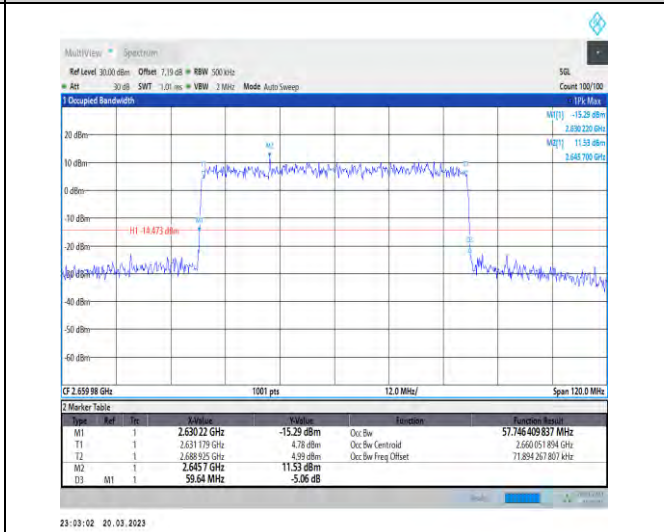 MultiView Spectrum
Ref Level 30.00 dBm Offset 7.19 dB RBW 500 kHz SGL
Att 30 dB SWT 1.01 ms VBW 2 MHz Mode Auto Sweep Count 100/100
1 Occupied Bandwidth 1Pk Max
M1[1] -15.29 dBm
2.630 220 GHz
M2[1] 11.53 dBm
2.645 700 GHz
20 dBm
M2
10 dBm
0 dBm
-10 dBm
H1 -14.473 dBm
-20 dBm
-40 dBm
-50 dBm
-60 dBm
CF 2.659 98 GHz 1001 pts 12.0 MHz/ Span 120.0 MHz
2 Marker Table
Type Ref Trc X-Value Y-Value Function Function Result
M1 1 2.630 22 GHz -15.29 dBm Occ Bw 57.746 409 837 MHz
T1 1 2.631 179 GHz 4.78 dBm Occ Bw Centroid 2.660 051 894 GHz
T2 1 2.688 925 GHz 4.99 dBm Occ Bw Freq Offset 71.894 267 807 kHz
M2 1 2.645 7 GHz 11.53 dBm
D3 M1 1 59.64 MHz -5.06 dB
23:03:02 20.03.2023